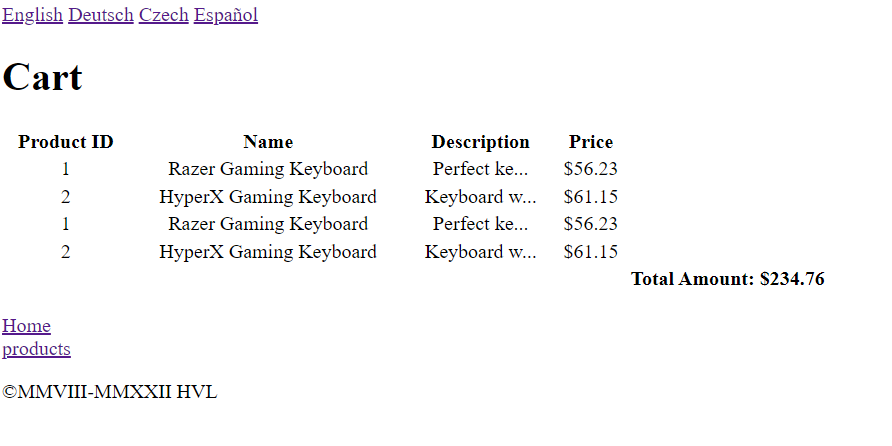 English Deutsch Czech Español
Cart
Product ID Name Description Price
1 Razer Gaming Keyboard Perfect ke... $56.23
2 HyperX Gaming Keyboard Keyboard w... $61.15
1 Razer Gaming Keyboard Perfect ke... $56.23
2 HyperX Gaming Keyboard Keyboard w... $61.15
Total Amount: $234.76
Home
products
©MMVIII-MMXXII HVL